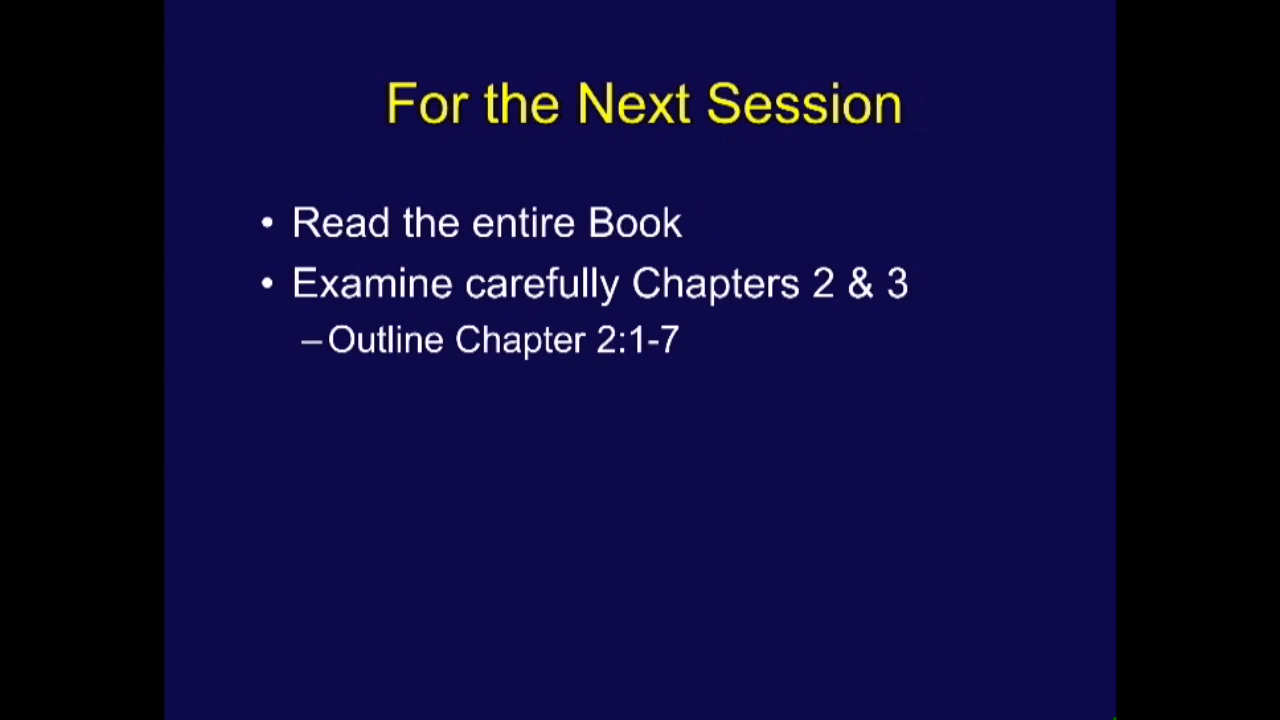 For the Next Session
• Read the entire Book
• Examine carefully Chapters 2 & 3
–Outline Chapter 2:1-7